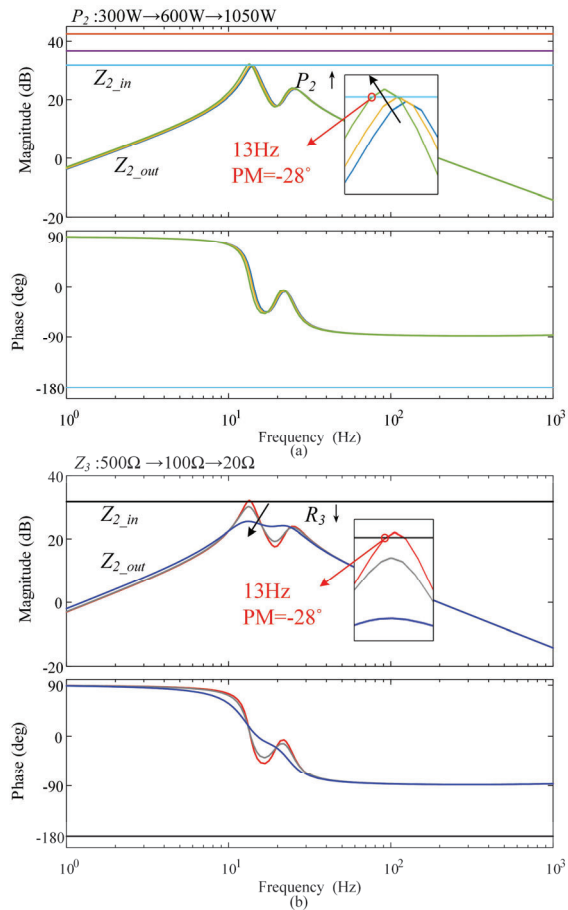 P2 :300W→600W→1050W
40
Z2_in
P2 ↑
20
13Hz
PM=-28°
Z2_out
0
-20
Magnitude (dB)
90
0
-90
-180
Phase (deg)
10^0 10^1 10^2 10^3
Frequency (Hz)
(a)
Z3 :500Ω →100Ω→20Ω
40
Z2_in
R3 ↓
20
Z2_out
13Hz
PM=-28°
0
-20
Magnitude (dB)
90
0
-90
-180
Phase (deg)
10^0 10^1 10^2 10^3
Frequency (Hz)
(b)